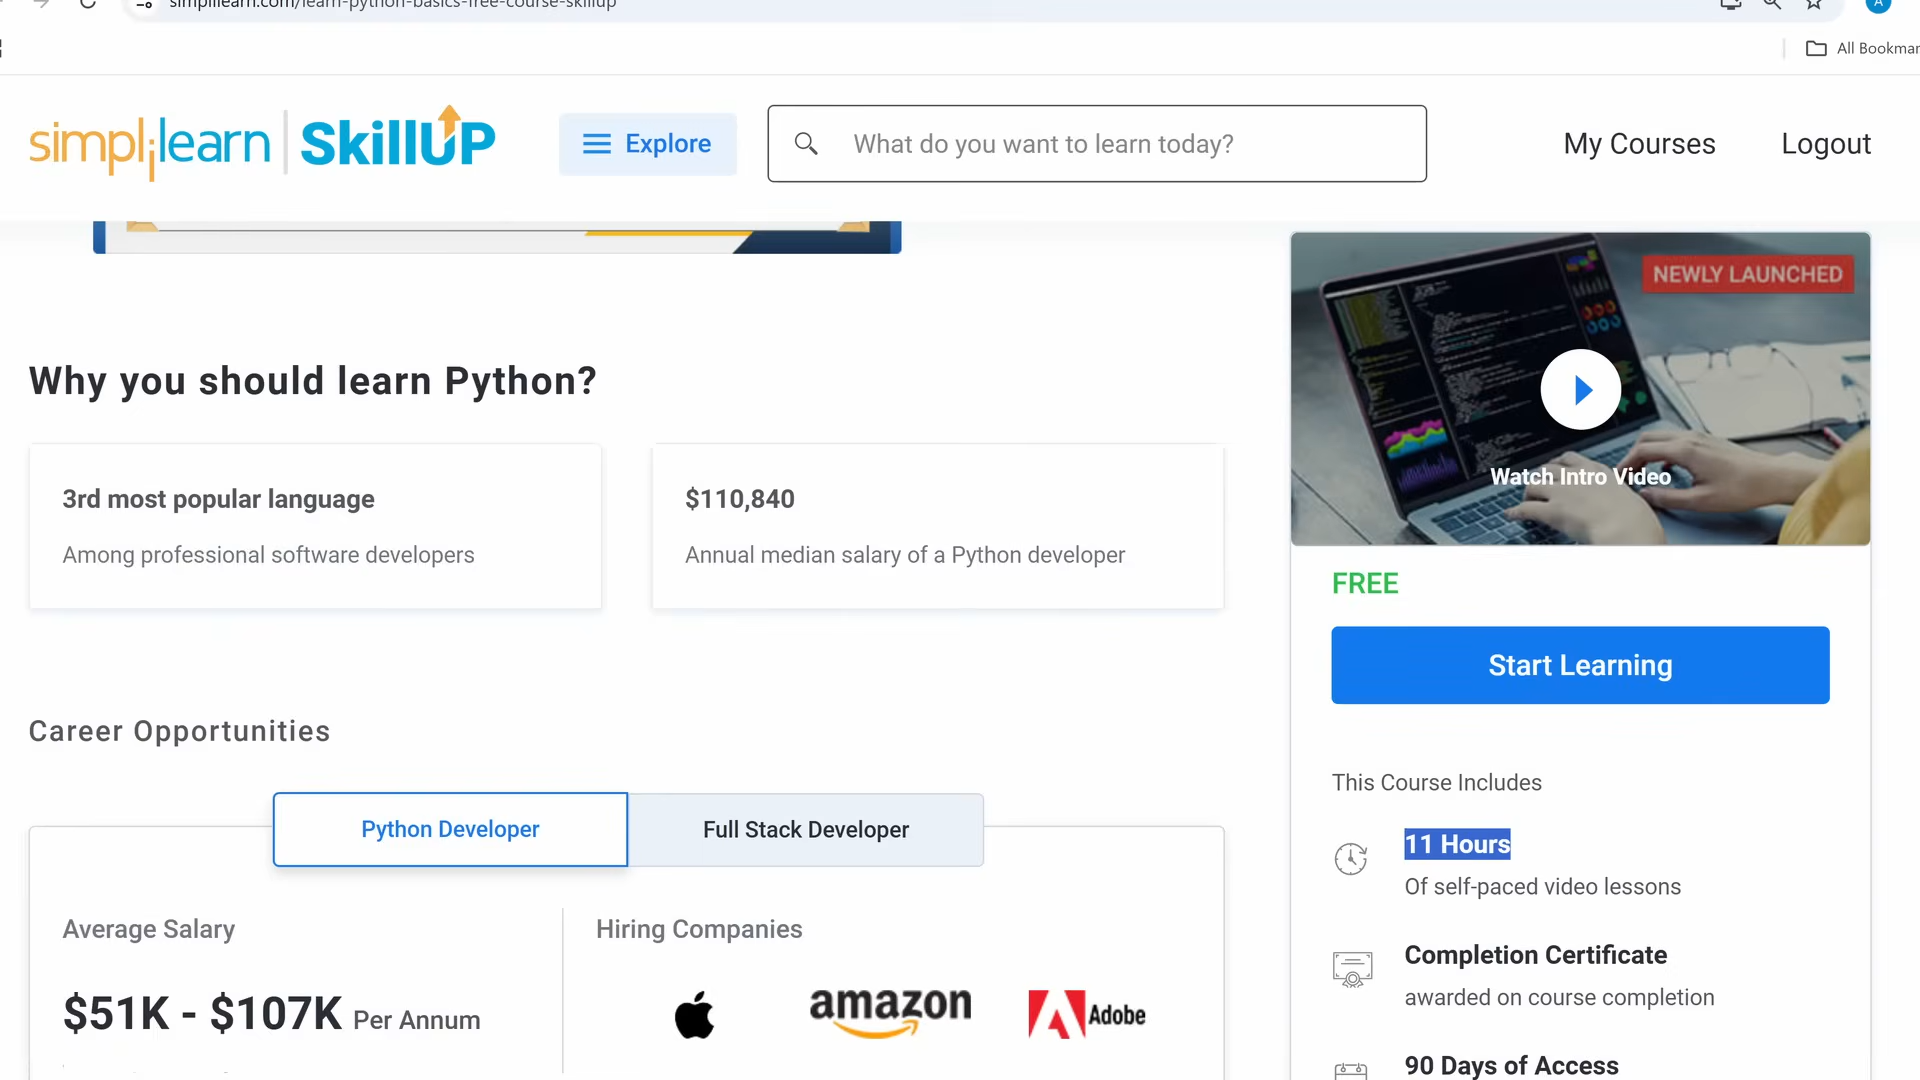 simplilearn.com/learn-python-basics-free-course-skillup
All Bookmar
simplilearn | SkillUP
Explore
What do you want to learn today?
My Courses
Logout
NEWLY LAUNCHED
Watch Intro Video
Why you should learn Python?
3rd most popular language
Among professional software developers
$110,840
Annual median salary of a Python developer
FREE
Start Learning
Career Opportunities
Python Developer
Full Stack Developer
Average Salary
$51K - $107K Per Annum
Hiring Companies
amazon
Adobe
This Course Includes
11 Hours
Of self-paced video lessons
Completion Certificate
awarded on course completion
90 Days of Access